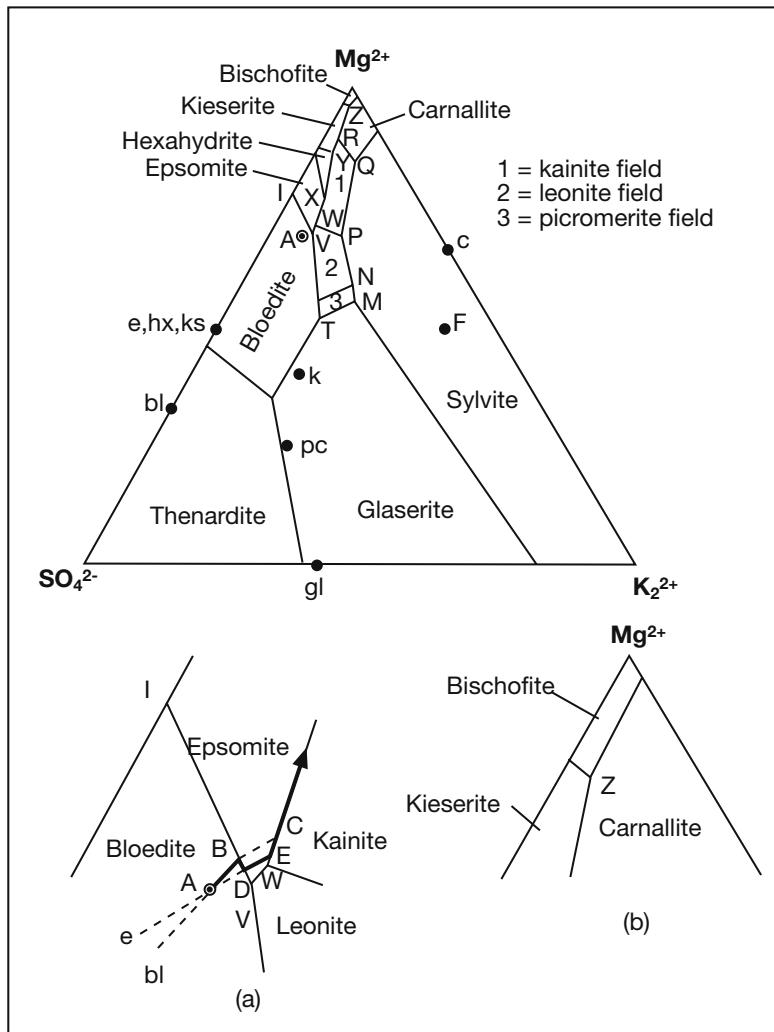 Mg²⁺
Bischofite
Kieserite
Carnallite
Z
Hexahydrite
R
Epsomite
Y
Q
1
1 = kainite field
2 = leonite field
3 = picromerite field
I
X
W
A
V
P
c
2
N
Bloedite
3
M
e,hx,ks
T
F
k
Sylvite
bl
pc
Thenardite
Glaserite
SO₄²⁻
gl
K₂²⁺
I
Epsomite
Bloedite
B
C
Kainite
A
E
D
W
e
V
Leonite
bl
(a)
Mg²⁺
Bischofite
Z
Kieserite
Carnallite
(b)